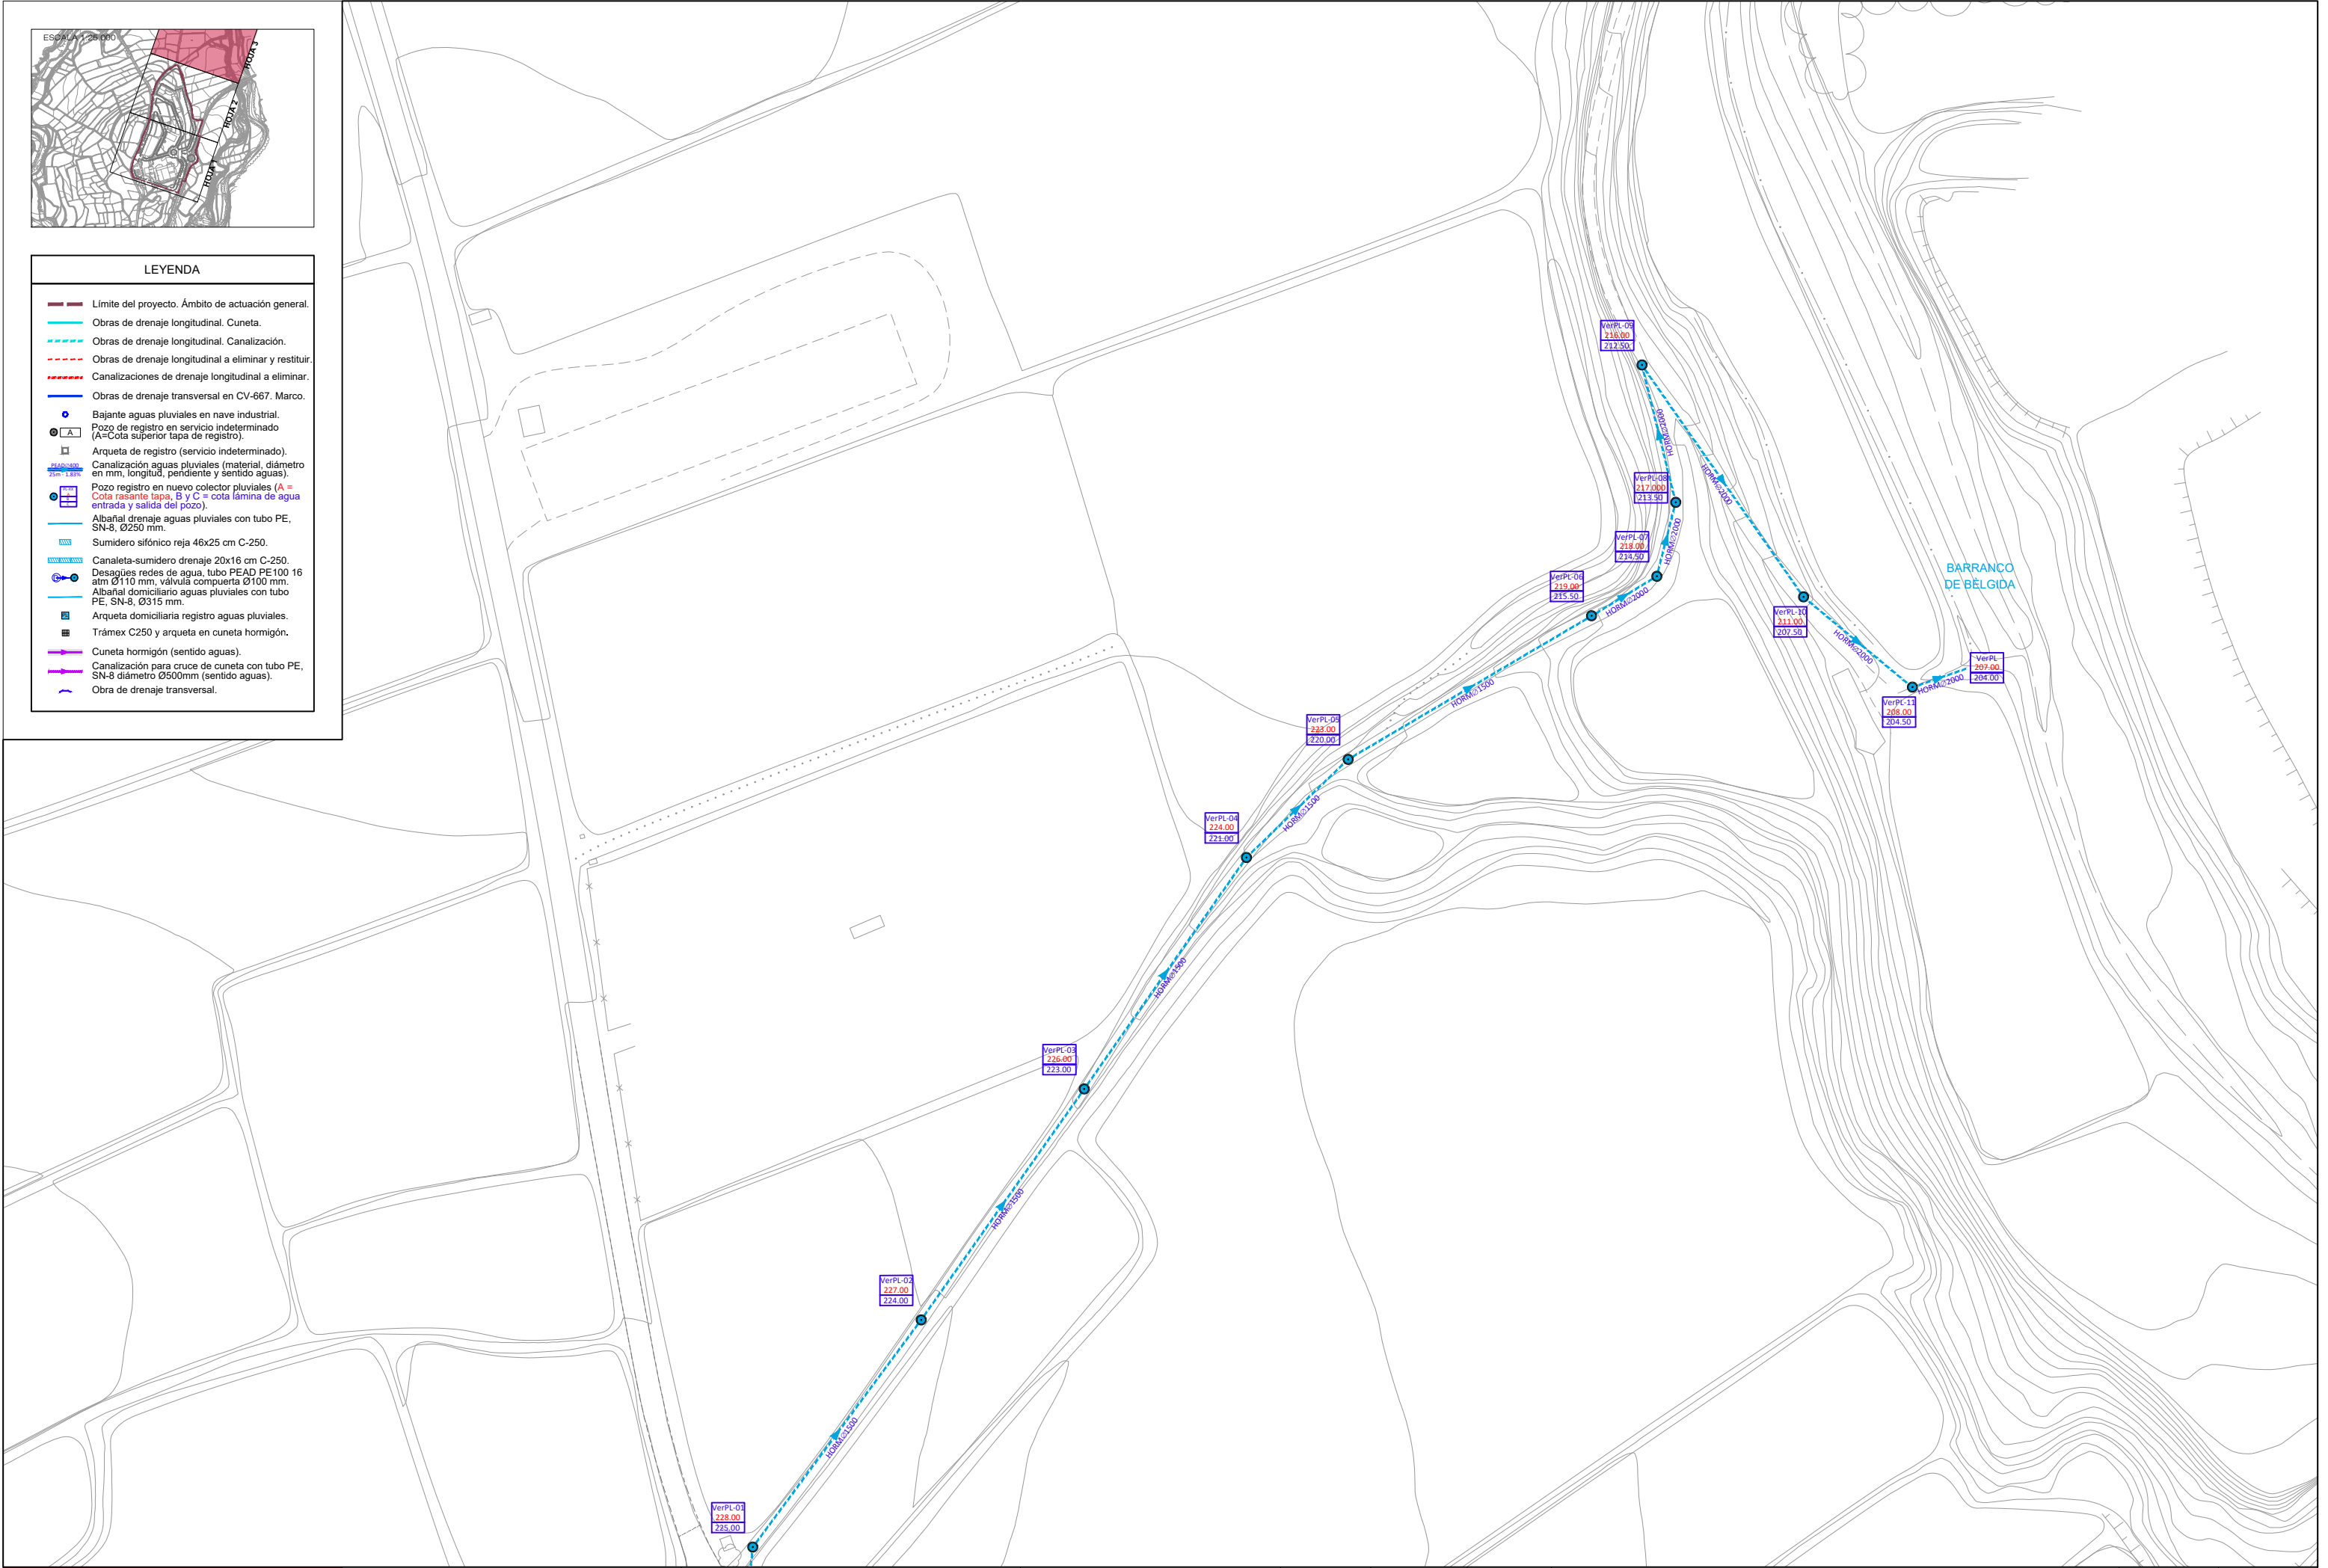 ESCALA 1:25.000
HOJA 3
HOJA 2
HOJA 1
LEYENDA
Límite del proyecto. Ámbito de actuación general.
Obras de drenaje longitudinal. Cuneta.
Obras de drenaje longitudinal. Canalización.
Obras de drenaje longitudinal a eliminar y restituir.
Canalizaciones de drenaje longitudinal a eliminar.
Obras de drenaje transversal en CV-667. Marco.
Bajante aguas pluviales en nave industrial.
A
Pozo de registro en servicio indeterminado
(A=Cota superior tapa de registro).
Arqueta de registro (servicio indeterminado).
PEADØ400
25m - 1.83%
Canalización aguas pluviales (material, diámetro
en mm, longitud, pendiente y sentido aguas).
Pozo registro en nuevo colector pluviales (A =
Cota rasante tapa, B y C = cota lámina de agua
entrada y salida del pozo).
Albañal drenaje aguas pluviales con tubo PE,
SN-8, Ø250 mm.
Sumidero sifónico reja 46x25 cm C-250.
Canaleta-sumidero drenaje 20x16 cm C-250.
Desagües redes de agua, tubo PEAD PE100 16
atm Ø110 mm, válvula compuerta Ø100 mm.
Albañal domiciliario aguas pluviales con tubo
PE, SN-8, Ø315 mm.
Arqueta domiciliaria registro aguas pluviales.
Trámex C250 y arqueta en cuneta hormigón.
Cuneta hormigón (sentido aguas).
Canalización para cruce de cuneta con tubo PE,
SN-8 diámetro Ø500mm (sentido aguas).
Obra de drenaje transversal.
VerPL-09
216.00
212.50
HORMØ2000
HORMØ2000
VerPL-08
217.000
213.50
HORMØ2000
VerPL-07
218.00
214.50
VerPL-06
219.00
215.50
HORMØ2000
BARRANCO
DE BÈLGIDA
VerPL-10
211.00
207.50
HORMØ2000
VerPL
207.00
204.00
HORMØ2000
VerPL-11
208.00
204.50
HORMØ1500
VerPL-05
223.00
220.00
HORMØ1500
VerPL-04
224.00
221.00
HORMØ1500
VerPL-03
226.00
223.00
HORMØ1500
VerPL-02
227.00
224.00
HORMØ1500
VerPL-01
228.00
225.00